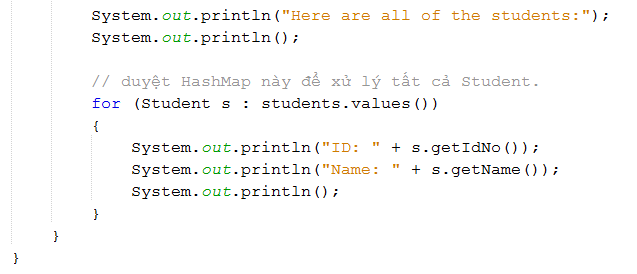 System.out.println("Here are all of the students:");
System.out.println();
// duyệt HashMap này để xử lý tất cả Student.
for (Student s : students.values())
{
System.out.println("ID: " + s.getIdNo());
System.out.println("Name: " + s.getName());
System.out.println();
}
}
}